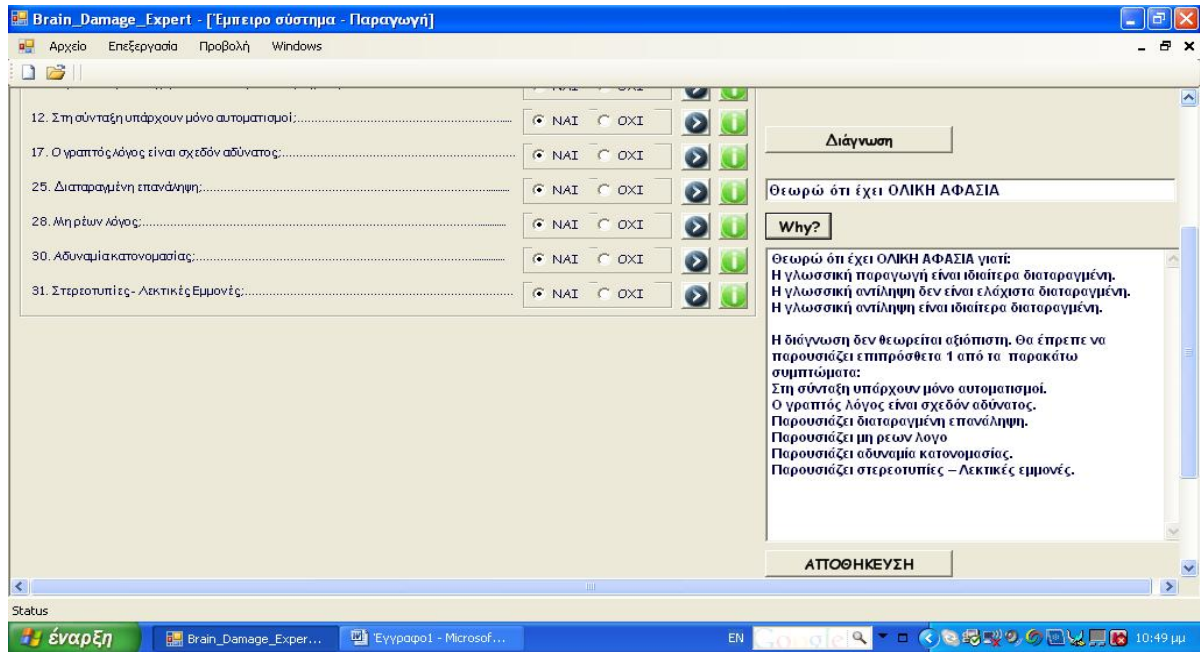 Brain_Damage_Expert - [Έμπειρο σύστημα - Παραγωγή]
Αρχείο Επεξεργασία Προβολή Windows
12. Στη σύνταξη υπάρχουν μόνο αυτοματισμοί; ΝΑΙ ΟΧΙ
17. Ο γραπτός λόγος είναι σχεδόν αδύνατος; ΝΑΙ ΟΧΙ
25. Διαταραγμένη επανάληψη; ΝΑΙ ΟΧΙ
28. Μη ρέων λόγος; ΝΑΙ ΟΧΙ
30. Αδυναμία κατονομασίας; ΝΑΙ ΟΧΙ
31. Στερεοτυπίες - Λεκτικές Εμμονές; ΝΑΙ ΟΧΙ
Διάγνωση
Θεωρώ ότι έχει ΟΛΙΚΗ ΑΦΑΣΙΑ
Why?
Θεωρώ ότι έχει ΟΛΙΚΗ ΑΦΑΣΙΑ γιατί:
Η γλωσσική παραγωγή είναι ιδιαίτερα διαταραγμένη.
Η γλωσσική αντίληψη δεν είναι ελάχιστα διαταραγμένη.
Η γλωσσική αντίληψη είναι ιδιαίτερα διαταραγμένη.
Η διάγνωση δεν θεωρείται αξιόπιστη. Θα έπρεπε να
παρουσιάζει επιπρόσθετα 1 από τα παρακάτω
συμπτώματα:
Στη σύνταξη υπάρχουν μόνο αυτοματισμοί.
Ο γραπτός λόγος είναι σχεδόν αδύνατος.
Παρουσιάζει διαταραγμένη επανάληψη.
Παρουσιάζει μη ρεων λογο
Παρουσιάζει αδυναμία κατονομασίας.
Παρουσιάζει στερεοτυπίες – Λεκτικές εμμονές.
ΑΠΟΘΗΚΕΥΣΗ
Status
έναρξη Brain_Damage_Exper... Έγγραφο1 - Microsof... EN Google 10:49 μμ